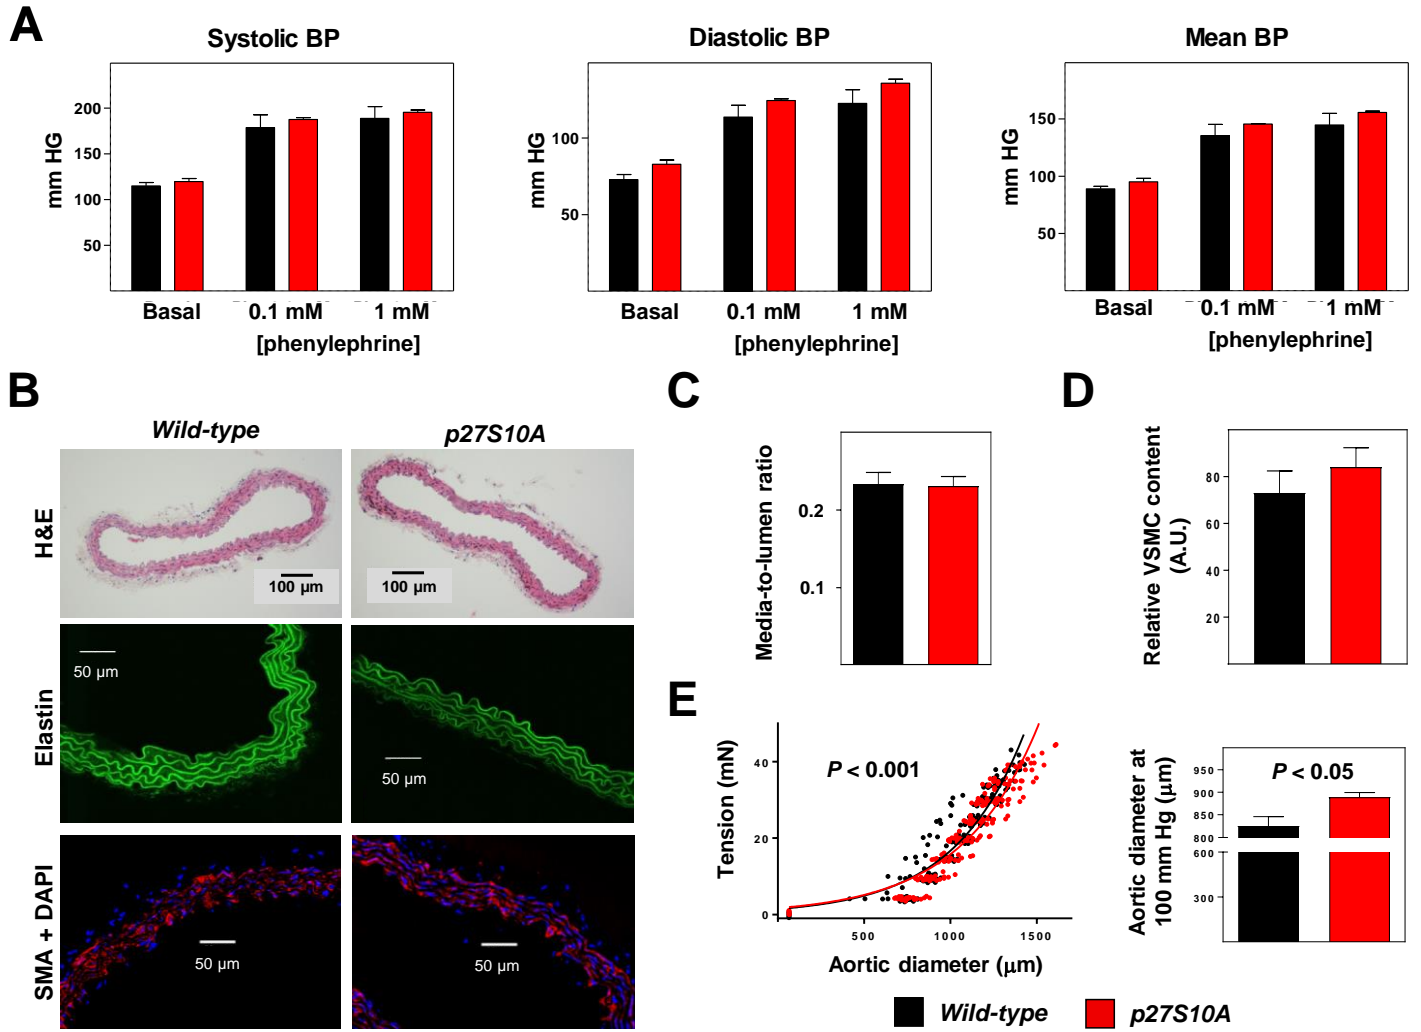 A
Systolic BP
Diastolic BP
Mean BP
mm HG
200
150
100
50
Basal
0.1 mM
1 mM
[phenylephrine]
mm HG
100
50
Basal
0.1 mM
1 mM
[phenylephrine]
mm HG
150
100
50
Basal
0.1 mM
1 mM
[phenylephrine]
B
Wild-type
p27S10A
H&E
100 µm
100 µm
Elastin
50 µm
50 µm
SMA + DAPI
50 µm
50 µm
C
Media-to-lumen ratio
0.2
0.1
D
Relative VSMC content
(A.U.)
80
60
40
20
E
Tension (mN)
40
20
0
P < 0.001
500
1000
1500
Aortic diameter (µm)
Aortic diameter at
100 mm Hg (µm)
950
900
850
800
600
300
P < 0.05
Wild-type
p27S10A